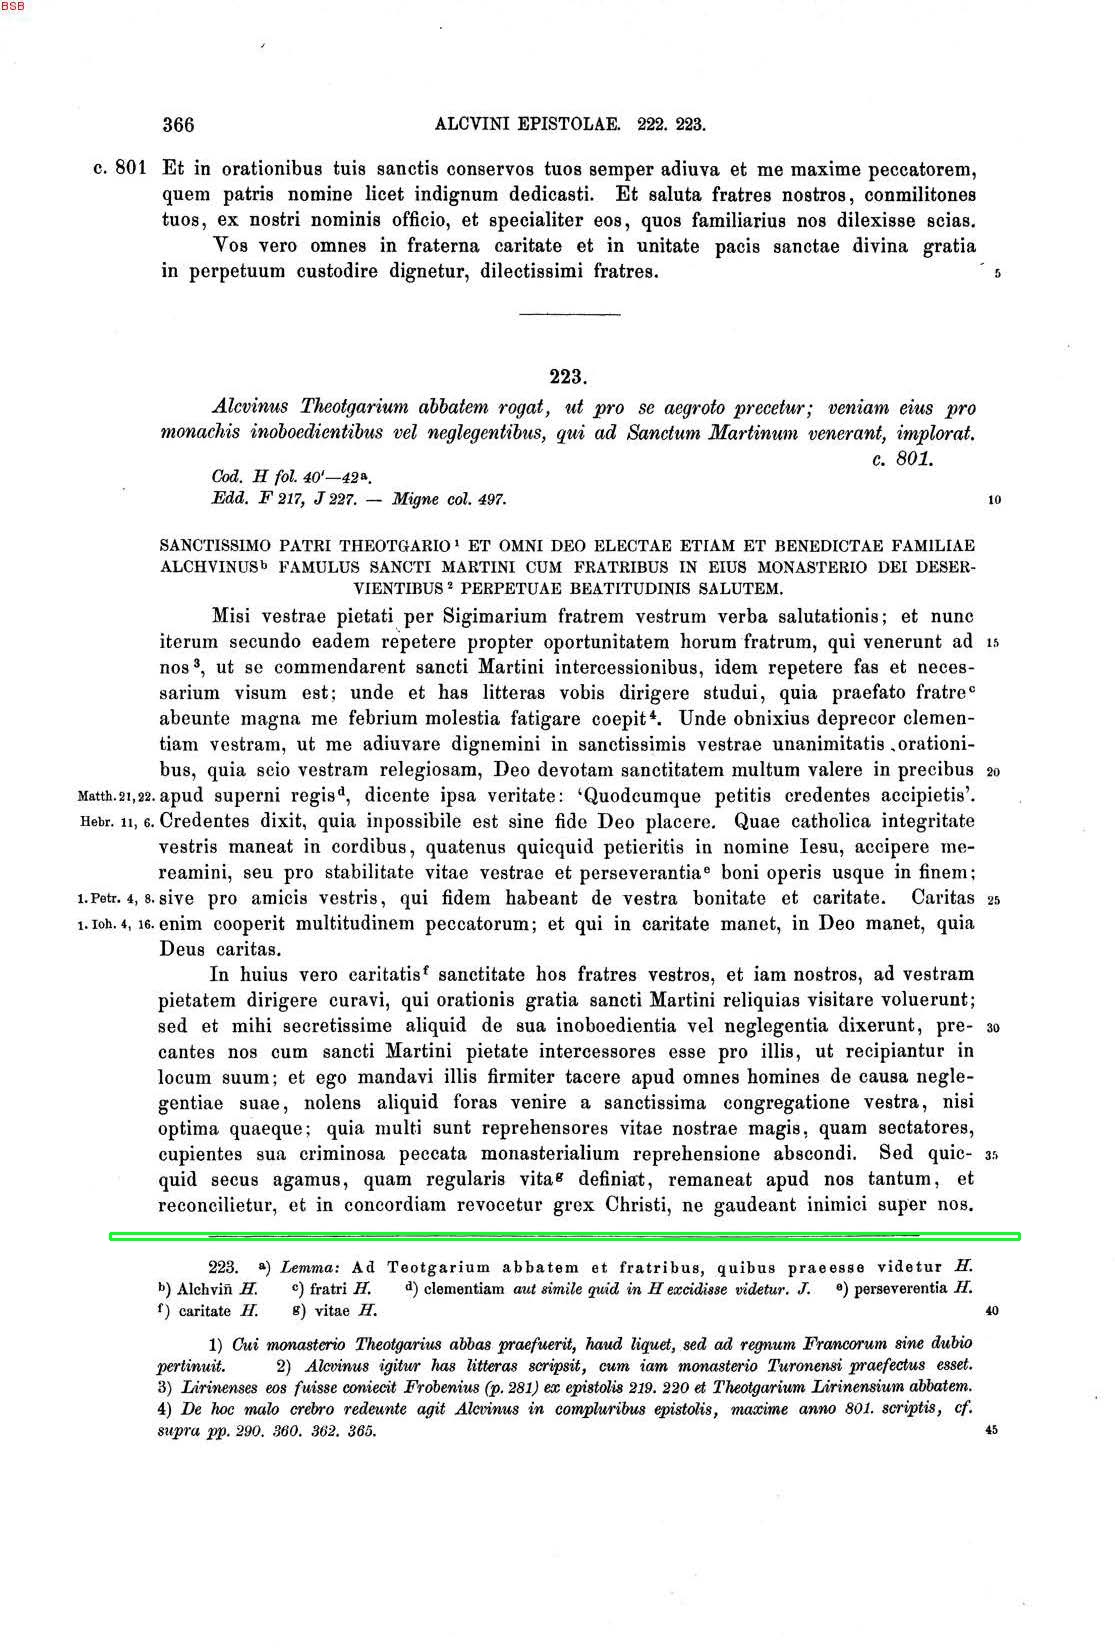 BSB
366 ALCVINI EPISTOLAE. 222. 223.
c. 801 Et in orationibus tuis sanctis conservos tuos semper adiuva et me maxime peccatorem,
quem patris nomine licet indignum dedicasti. Et saluta fratres nostros, conmilitones
tuos, ex nostri nominis officio, et specialiter eos, quos familiarius nos dilexisse scias.
Vos vero omnes in fraterna caritate et in unitate pacis sanctae divina gratia
in perpetuum custodire dignetur, dilectissimi fratres. 5
223.
Alcvinus Theotgarium abbatem rogat, ut pro se aegroto precetur; veniam eius pro
monachis inoboedientibus vel neglegentibus, qui ad Sanctum Martinum venerant, implorat.
c. 801.
Cod. H fol. 40'—42ᵃ.
Edd. F 217, J 227. — Migne col. 497. 10
SANCTISSIMO PATRI THEOTGARIO¹ ET OMNI DEO ELECTAE ETIAM ET BENEDICTAE FAMILIAE
ALCHVINUSᵇ FAMULUS SANCTI MARTINI CUM FRATRIBUS IN EIUS MONASTERIO DEI DESER-
VIENTIBUS² PERPETUAE BEATITUDINIS SALUTEM.
Misi vestrae pietati per Sigimarium fratrem vestrum verba salutationis; et nunc
iterum secundo eadem repetere propter oportunitatem horum fratrum, qui venerunt ad 15
nos³, ut se commendarent sancti Martini intercessionibus, idem repetere fas et neces-
sarium visum est; unde et has litteras vobis dirigere studui, quia praefato fratreᶜ
abeunte magna me febrium molestia fatigare coepit⁴. Unde obnixius deprecor clemen-
tiam vestram, ut me adiuvare dignemini in sanctissimis vestrae unanimitatis orationi-
bus, quia scio vestram relegiosam, Deo devotam sanctitatem multum valere in precibus 20
Matth. 21, 22. apud superni regisᵈ, dicente ipsa veritate: ‘Quodcumque petitis credentes accipietis’.
Hebr. 11, 6. Credentes dixit, quia inpossibile est sine fide Deo placere. Quae catholica integritate
vestris maneat in cordibus, quatenus quicquid petieritis in nomine Iesu, accipere me-
reamini, seu pro stabilitate vitae vestrae et perseverantiaᵉ boni operis usque in finem;
1. Petr. 4, 8. sive pro amicis vestris, qui fidem habeant de vestra bonitate et caritate. Caritas 25
1. Ioh. 4, 16. enim cooperit multitudinem peccatorum; et qui in caritate manet, in Deo manet, quia
Deus caritas.
In huius vero caritatisᶠ sanctitate hos fratres vestros, et iam nostros, ad vestram
pietatem dirigere curavi, qui orationis gratia sancti Martini reliquias visitare voluerunt;
sed et mihi secretissime aliquid de sua inoboedientia vel neglegentia dixerunt, pre- 30
cantes nos cum sancti Martini pietate intercessores esse pro illis, ut recipiantur in
locum suum; et ego mandavi illis firmiter tacere apud omnes homines de causa negle-
gentiae suae, nolens aliquid foras venire a sanctissima congregatione vestra, nisi
optima quaeque; quia multi sunt reprehensores vitae nostrae magis, quam sectatores,
cupientes sua criminosa peccata monasterialium reprehensione abscondi. Sed quic- 35
quid secus agamus, quam regularis vitaᵍ definiat, remaneat apud nos tantum, et
reconcilietur, et in concordiam revocetur grex Christi, ne gaudeant inimici super nos.
223. ᵃ) Lemma: Ad Teotgarium abbatem et fratribus, quibus praeesse videtur H.
ᵇ) Alchviñ H. ᶜ) fratri H. ᵈ) clementiam aut simile quid in H excidisse videtur. J. ᵉ) perseverentia H.
ᶠ) caritate H. ᵍ) vitae H. 40
1) Cui monasterio Theotgarius abbas praefuerit, haud liquet, sed ad regnum Francorum sine dubio
pertinuit. 2) Alcvinus igitur has litteras scripsit, cum iam monasterio Turonensi praefectus esset.
3) Lirinenses eos fuisse coniecit Frobenius (p. 281) ex epistolis 219. 220 et Theotgarium Lirinensium abbatem.
4) De hoc malo crebro redeunte agit Alcvinus in compluribus epistolis, maxime anno 801. scriptis, cf.
supra pp. 290. 360. 362. 365. 45